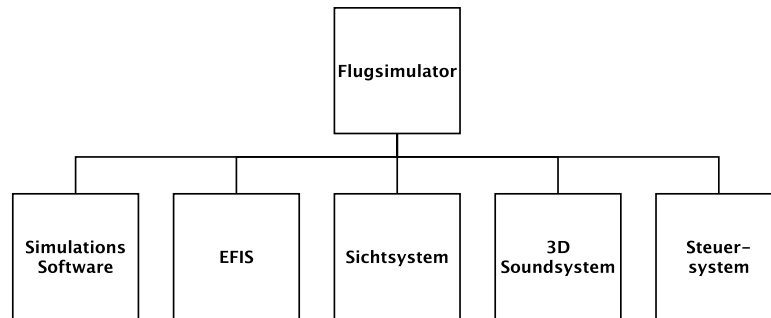 Flugsimulator
Simulations
Software
EFIS
Sichtsystem
3D
Soundsystem
Steuer-
system